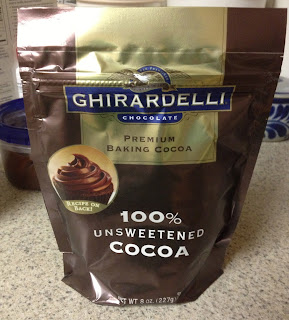 GHIRARDELLI
CHOCOLATE
PREMIUM
BAKING COCOA
RECIPE ON
BACK!
100%
UNSWEETENED
COCOA
NET WT 8 oz. (227g)